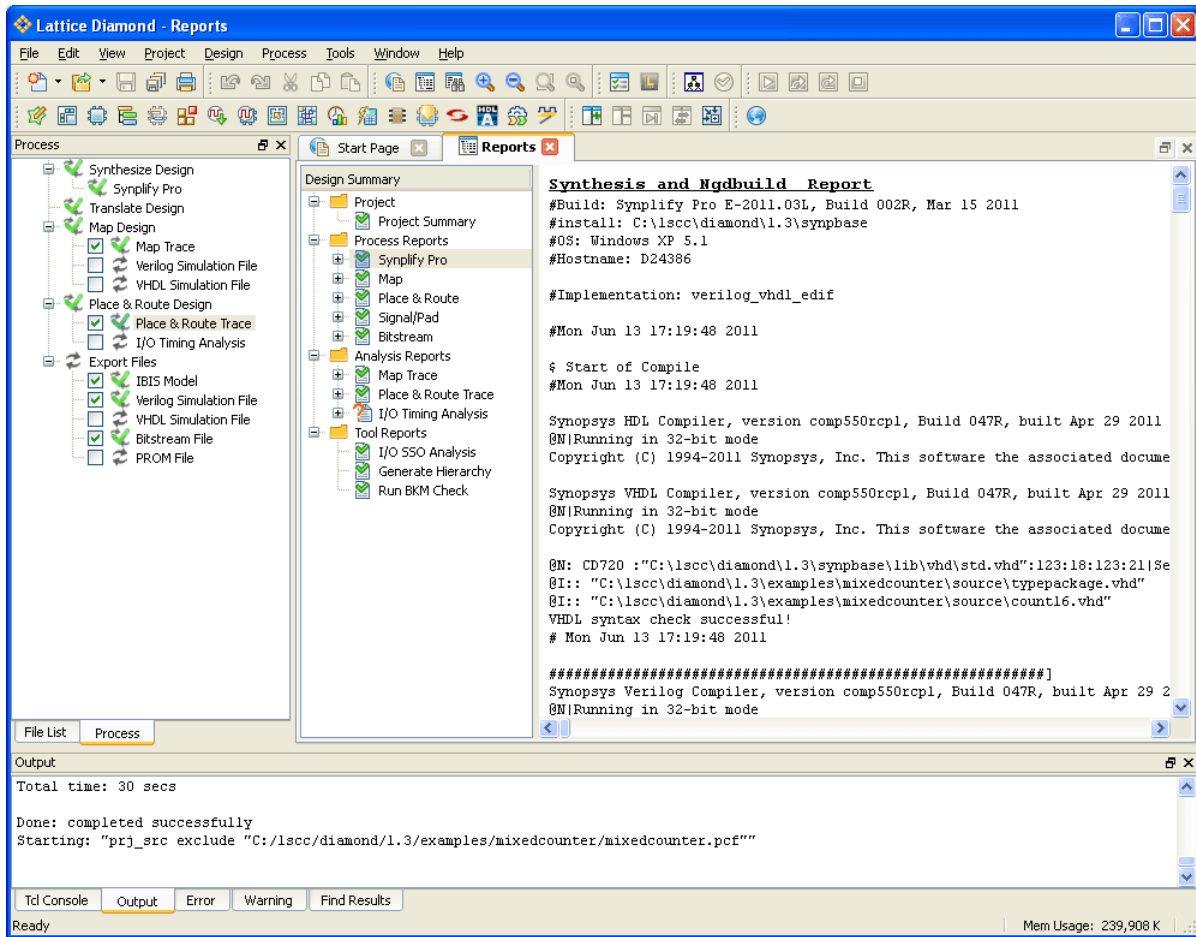 Lattice Diamond - Reports
File Edit View Project Design Process Tools Window Help
Process
Synthesize Design
Synplify Pro
Translate Design
Map Design
Map Trace
Verilog Simulation File
VHDL Simulation File
Place & Route Design
Place & Route Trace
I/O Timing Analysis
Export Files
IBIS Model
Verilog Simulation File
VHDL Simulation File
Bitstream File
PROM File
File List Process
Start Page Reports
Design Summary
Project
Project Summary
Process Reports
Synplify Pro
Map
Place & Route
Signal/Pad
Bitstream
Analysis Reports
Map Trace
Place & Route Trace
I/O Timing Analysis
Tool Reports
I/O SSO Analysis
Generate Hierarchy
Run BKM Check
Synthesis and Ngdbuild Report
#Build: Synplify Pro E-2011.03L, Build 002R, Mar 15 2011
#install: C:\lscc\diamond\1.3\synpbase
#OS: Windows XP 5.1
#Hostname: D24386
#Implementation: verilog_vhdl_edif
#Mon Jun 13 17:19:48 2011
$ Start of Compile
#Mon Jun 13 17:19:48 2011
Synopsys HDL Compiler, version comp550rcp1, Build 047R, built Apr 29 2011
@N|Running in 32-bit mode
Copyright (C) 1994-2011 Synopsys, Inc. This software the associated docume
Synopsys VHDL Compiler, version comp550rcp1, Build 047R, built Apr 29 2011
@N|Running in 32-bit mode
Copyright (C) 1994-2011 Synopsys, Inc. This software the associated docume
@N: CD720 :"C:\lscc\diamond\1.3\synpbase\lib\vhd\std.vhd":123:18:123:21|Se
@I:: "C:\lscc\diamond\1.3\examples\mixedcounter\source\typepackage.vhd"
@I:: "C:\lscc\diamond\1.3\examples\mixedcounter\source\count16.vhd"
VHDL syntax check successful!
# Mon Jun 13 17:19:48 2011
###########################################################]
Synopsys Verilog Compiler, version comp550rcp1, Build 047R, built Apr 29 2
@N|Running in 32-bit mode
Output
Total time: 30 secs
Done: completed successfully
Starting: "prj_src exclude "C:/lscc/diamond/1.3/examples/mixedcounter/mixedcounter.pcf""
Tcl Console Output Error Warning Find Results
Ready Mem Usage: 239,908 K